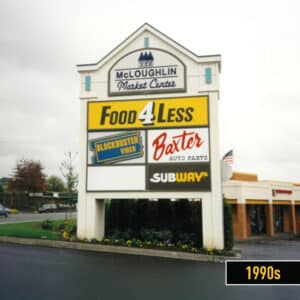 McLOUGHLIN
Market Center
FOOD 4 LESS
BLOCKBUSTER
VIDEO
Baxter
AUTO PARTS
SUBWAY
1990s